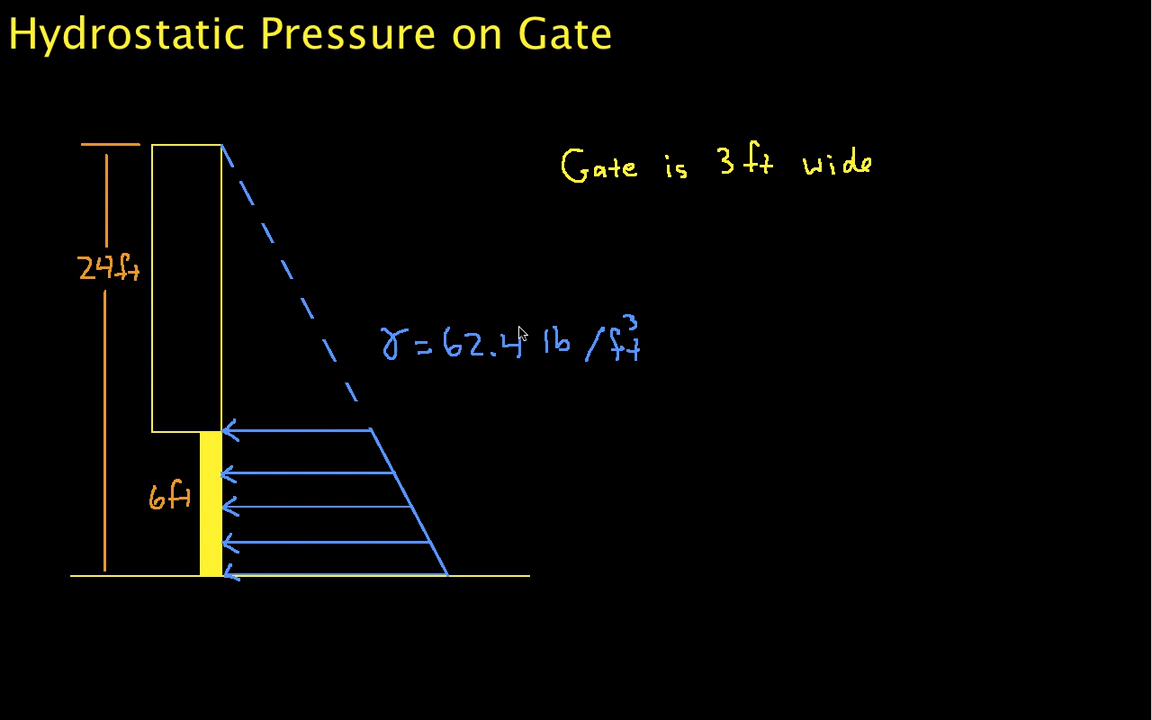 Hydrostatic Pressure on Gate
Gate is 3ft wide
24ft
γ = 62.4 lb / ft³
6ft